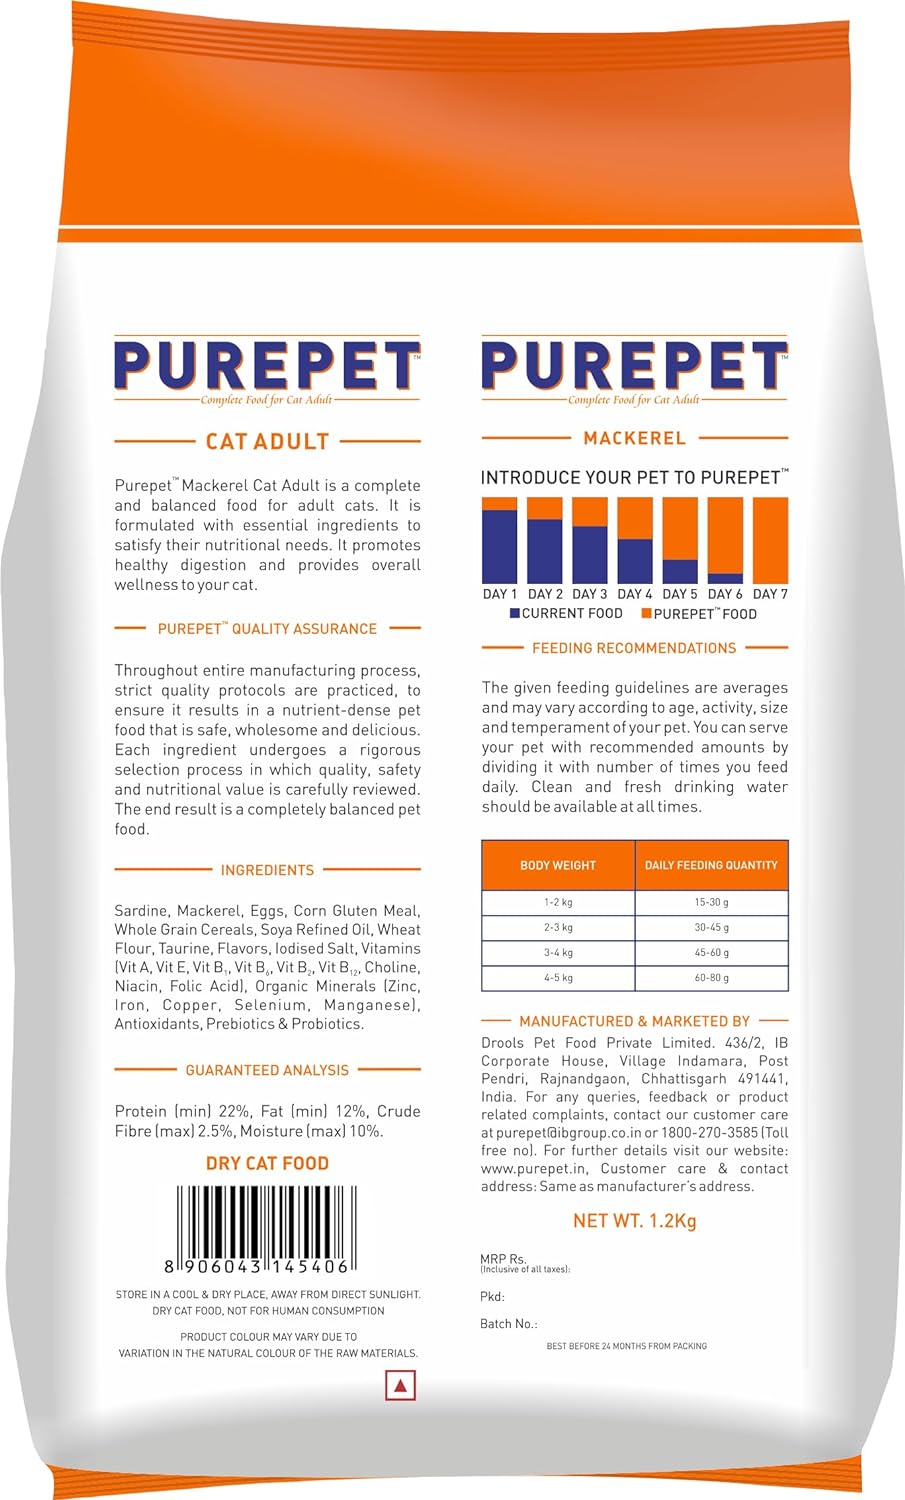 PUREPET™
Complete Food for Cat Adult
CAT ADULT
Purepet™ Mackerel Cat Adult is a complete
and balanced food for adult cats. It is
formulated with essential ingredients to
satisfy their nutritional needs. It promotes
healthy digestion and provides overall
wellness to your cat.
PUREPET™ QUALITY ASSURANCE
Throughout entire manufacturing process,
strict quality protocols are practiced, to
ensure it results in a nutrient-dense pet
food that is safe, wholesome and delicious.
Each ingredient undergoes a rigorous
selection process in which quality, safety
and nutritional value is carefully reviewed.
The end result is a completely balanced pet
food.
INGREDIENTS
Sardine, Mackerel, Eggs, Corn Gluten Meal,
Whole Grain Cereals, Soya Refined Oil, Wheat
Flour, Taurine, Flavors, Iodised Salt, Vitamins
(Vit A, Vit E, Vit B₁, Vit B₆, Vit B₂, Vit B₁₂, Choline,
Niacin, Folic Acid), Organic Minerals (Zinc,
Iron, Copper, Selenium, Manganese),
Antioxidants, Prebiotics & Probiotics.
GUARANTEED ANALYSIS
Protein (min) 22%, Fat (min) 12%, Crude
Fibre (max) 2.5%, Moisture (max) 10%.
DRY CAT FOOD
8 906043 145406
STORE IN A COOL & DRY PLACE, AWAY FROM DIRECT SUNLIGHT.
DRY CAT FOOD, NOT FOR HUMAN CONSUMPTION
PRODUCT COLOUR MAY VARY DUE TO
VARIATION IN THE NATURAL COLOUR OF THE RAW MATERIALS.
PUREPET™
Complete Food for Cat Adult
MACKEREL
INTRODUCE YOUR PET TO PUREPET™
DAY 1 DAY 2 DAY 3 DAY 4 DAY 5 DAY 6 DAY 7
CURRENT FOOD PUREPET™ FOOD
FEEDING RECOMMENDATIONS
The given feeding guidelines are averages
and may vary according to age, activity, size
and temperament of your pet. You can serve
your pet with recommended amounts by
dividing it with number of times you feed
daily. Clean and fresh drinking water
should be available at all times.
BODY WEIGHT DAILY FEEDING QUANTITY
1-2 kg 15-30 g
2-3 kg 30-45 g
3-4 kg 45-60 g
4-5 kg 60-80 g
MANUFACTURED & MARKETED BY
Drools Pet Food Private Limited. 436/2, IB
Corporate House, Village Indamara, Post
Pendri, Rajnandgaon, Chhattisgarh 491441,
India. For any queries, feedback or product
related complaints, contact our customer care
at purepet@ibgroup.co.in or 1800-270-3585 (Toll
free no). For further details visit our website:
www.purepet.in, Customer care & contact
address: Same as manufacturer's address.
NET WT. 1.2Kg
MRP Rs.
(Inclusive of all taxes):
Pkd:
Batch No.:
BEST BEFORE 24 MONTHS FROM PACKING